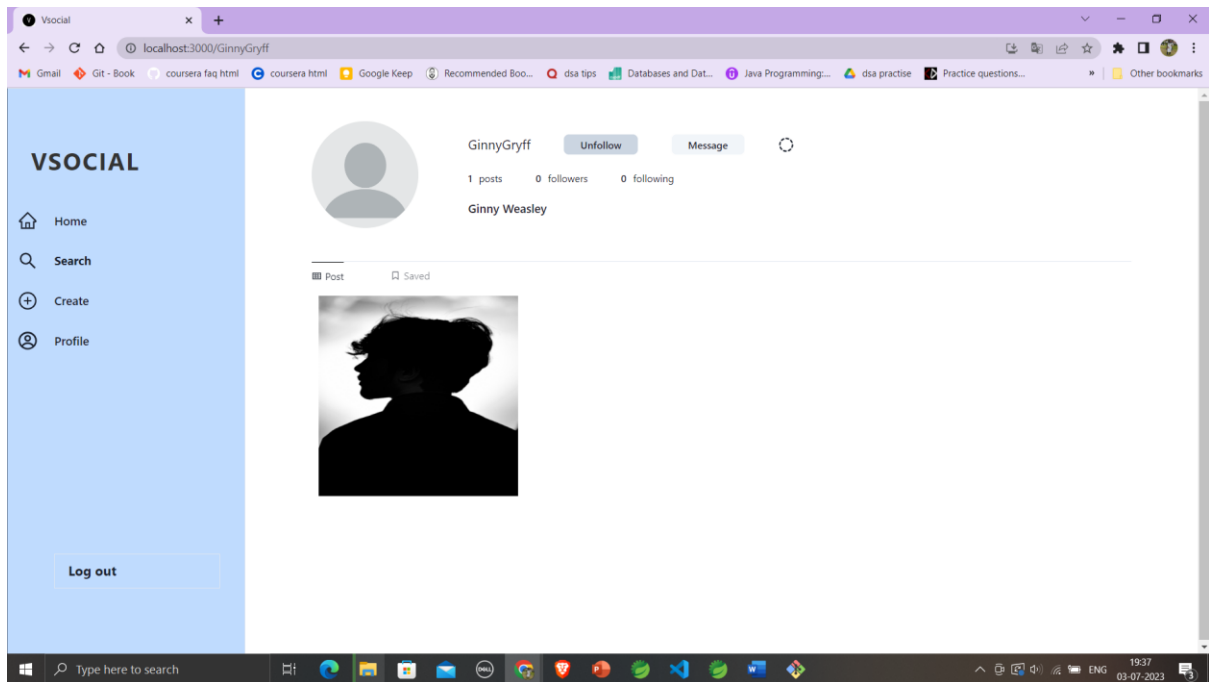 Vsocial
localhost:3000/GinnyGryff
Gmail Git - Book coursera faq html coursera html Google Keep Recommended Boo... dsa tips Databases and Dat... Java Programming:... dsa practise Practice questions... » Other bookmarks
VSOCIAL
Home
Search
Create
Profile
Log out
GinnyGryff Unfollow Message
1 posts 0 followers 0 following
Ginny Weasley
Post Saved
Type here to search
DELL
ENG
19:37
03-07-2023
3